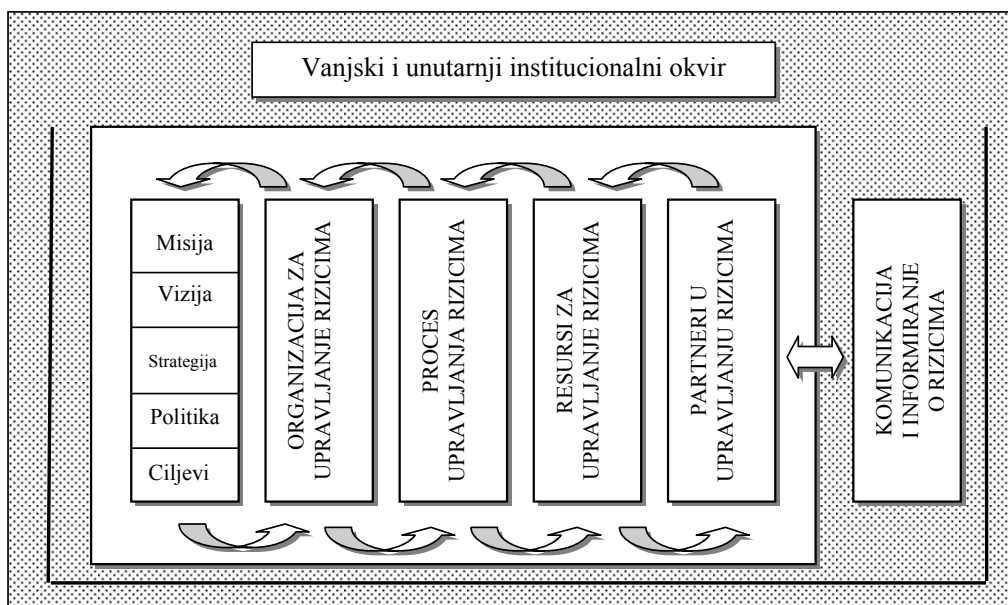 Vanjski i unutarnji institucionalni okvir
Misija
Vizija
Strategija
Politika
Ciljevi
ORGANIZACIJA ZA
UPRAVLJANJE RIZICIMA
PROCES
UPRAVLJANJA RIZICIMA
RESURSI ZA
UPRAVLJANJE RIZICIMA
PARTNERI U
UPRAVLJANJU RIZICIMA
KOMUNIKACIJA
I INFORMIRANJE
O RIZICIMA